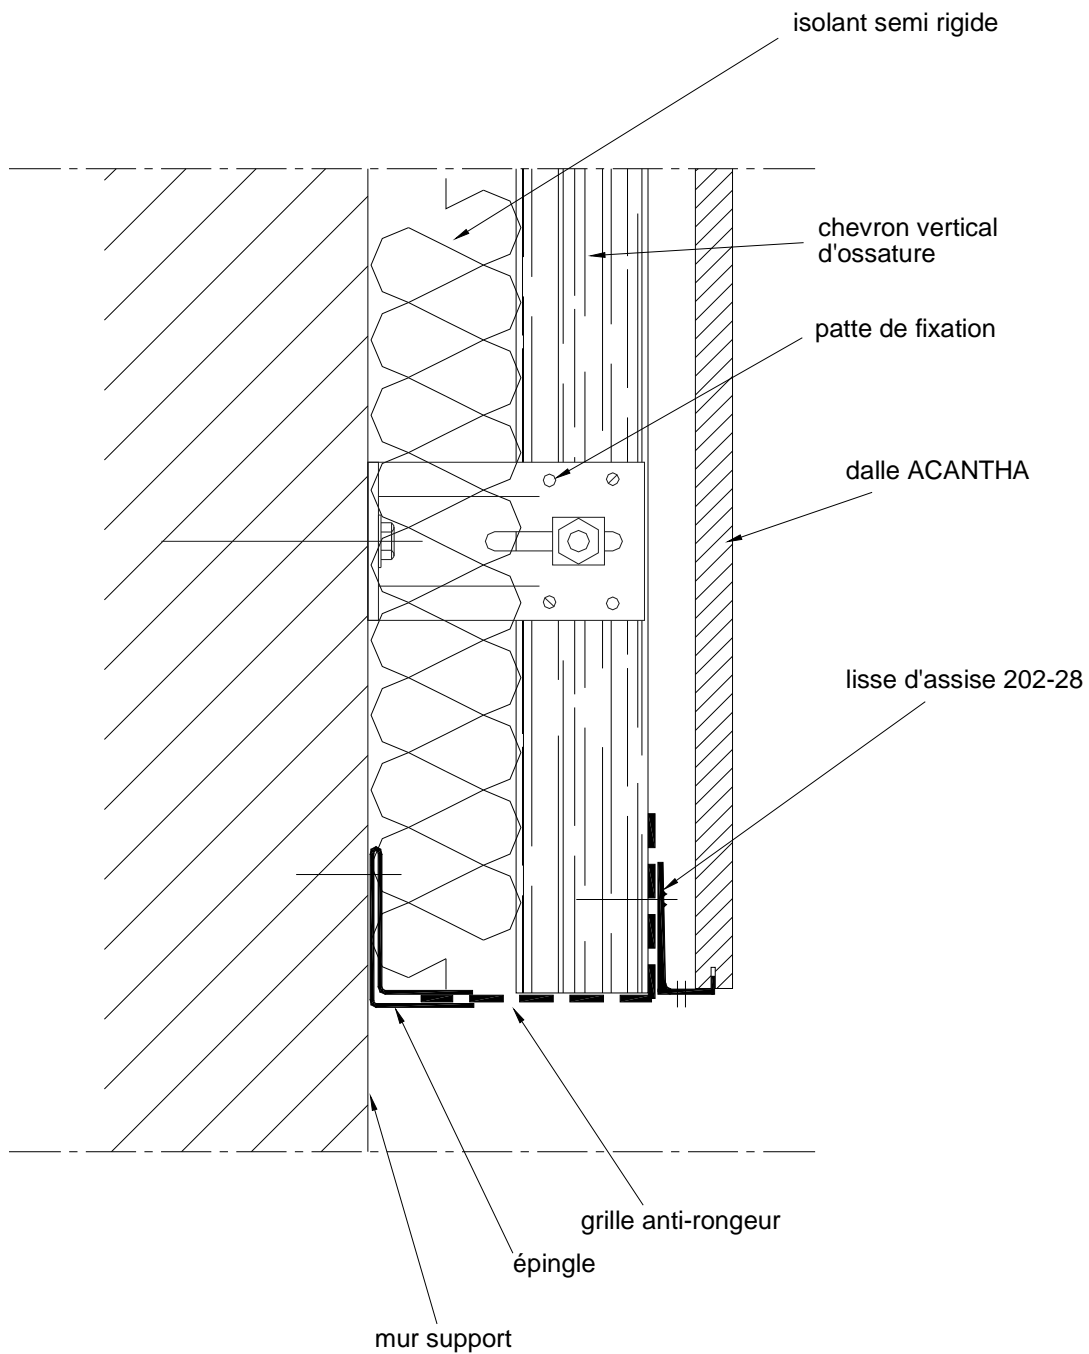 isolant semi rigide
chevron vertical
d'ossature
patte de fixation
dalle ACANTHA
lisse d'assise 202-28
grille anti-rongeur
épingle
mur support